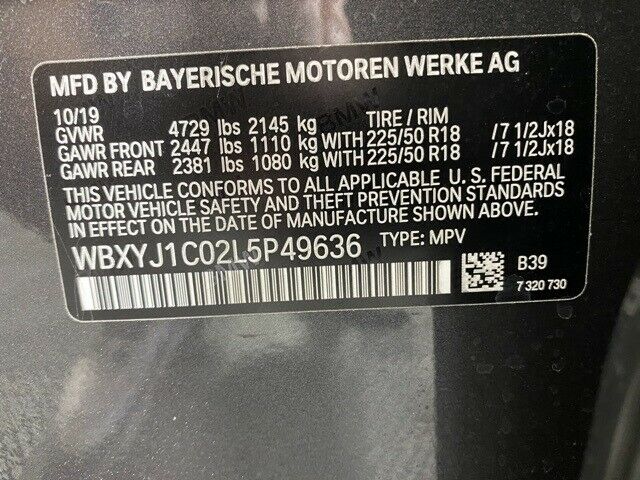 MFD BY BAYERISCHE MOTOREN WERKE AG
10/19
GVWR 4729 lbs 2145 kg TIRE / RIM
GAWR FRONT 2447 lbs 1110 kg WITH 225/50 R18 /7 1/2Jx18
GAWR REAR 2381 lbs 1080 kg WITH 225/50 R18 /7 1/2Jx18
THIS VEHICLE CONFORMS TO ALL APPLICABLE U. S. FEDERAL
MOTOR VEHICLE SAFETY AND THEFT PREVENTION STANDARDS
IN EFFECT ON THE DATE OF MANUFACTURE SHOWN ABOVE.
WBXYJ1C02L5P49636 TYPE: MPV
B39
7 320 730